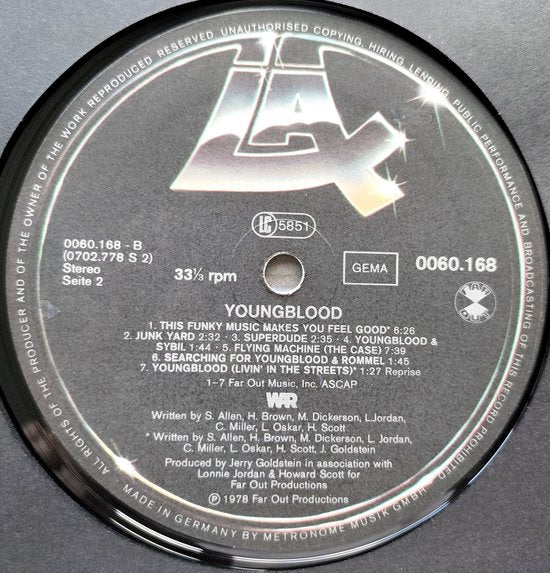 ALL RIGHTS OF THE PRODUCER AND OF THE OWNER OF THE WORK REPRODUCED RESERVED. UNAUTHORISED COPYING, HIRING, LENDING, PUBLIC PERFORMANCE AND BROADCASTING OF THIS RECORD PROHIBITED
LAX
LC 5851
0060.168 - B
(0702.778 S 2)
Stereo
Seite 2
33⅓ rpm
GEMA
0060.168
FAR OUT
YOUNGBLOOD
1. THIS FUNKY MUSIC MAKES YOU FEEL GOOD* 6:26
2. JUNK YARD 2:32 · 3. SUPERDUDE 2:35 · 4. YOUNGBLOOD &
SYBIL 1:44 · 5. FLYING MACHINE (THE CASE) 7:39
6. SEARCHING FOR YOUNGBLOOD & ROMMEL 1:45
7. YOUNGBLOOD (LIVIN' IN THE STREETS)* 1:27 Reprise
1–7 Far Out Music, Inc. ASCAP
WAR
Written by S. Allen, H. Brown, M. Dickerson, L.Jordan,
C. Miller, L. Oskar, H. Scott
* Written by S. Allen, H. Brown, M. Dickerson, L. Jordan,
C. Miller, L. Oskar, H. Scott, J. Goldstein
Produced by Jerry Goldstein in association with
Lonnie Jordan & Howard Scott for
Far Out Productions
℗ 1978 Far Out Productions
· MADE IN GERMANY BY METRONOME MUSIK GMBH ·